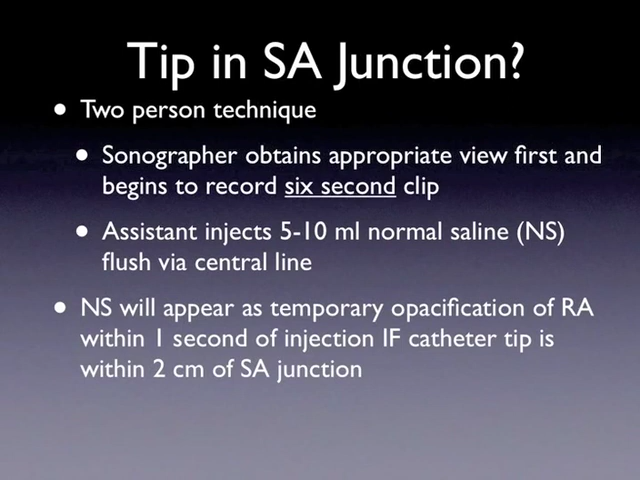 Tip in SA Junction?
• Two person technique
• Sonographer obtains appropriate view first and
begins to record six second clip
• Assistant injects 5-10 ml normal saline (NS)
flush via central line
• NS will appear as temporary opacification of RA
within 1 second of injection IF catheter tip is
within 2 cm of SA junction